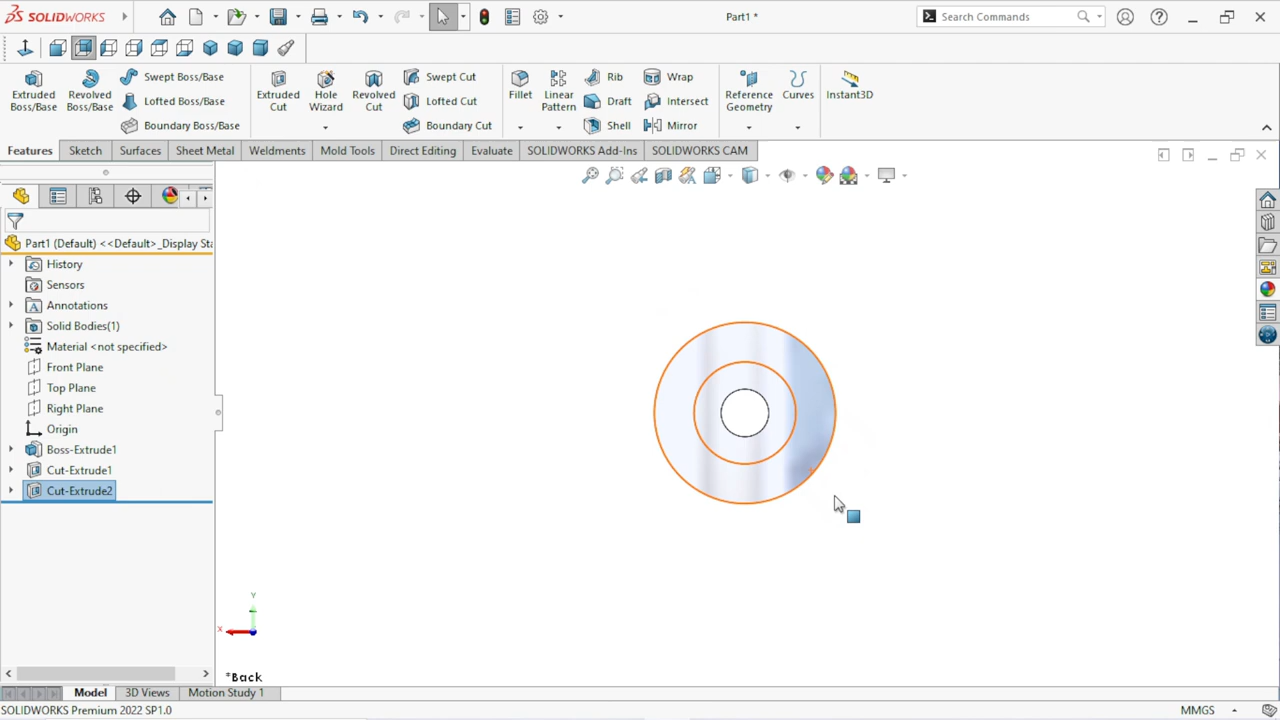 SOLIDWORKS
Part1 *
Search Commands
Extruded Boss/Base
Revolved Boss/Base
Swept Boss/Base
Lofted Boss/Base
Boundary Boss/Base
Extruded Cut
Hole Wizard
Revolved Cut
Swept Cut
Lofted Cut
Boundary Cut
Fillet
Linear Pattern
Rib
Draft
Shell
Wrap
Intersect
Mirror
Reference Geometry
Curves
Instant3D
Features
Sketch
Surfaces
Sheet Metal
Weldments
Mold Tools
Direct Editing
Evaluate
SOLIDWORKS Add-Ins
SOLIDWORKS CAM
Part1 (Default) <<Default>_Display Sta
History
Sensors
Annotations
Solid Bodies(1)
Material <not specified>
Front Plane
Top Plane
Right Plane
Origin
Boss-Extrude1
Cut-Extrude1
Cut-Extrude2
Y
X
*Back
Model
3D Views
Motion Study 1
SOLIDWORKS Premium 2022 SP1.0
MMGS